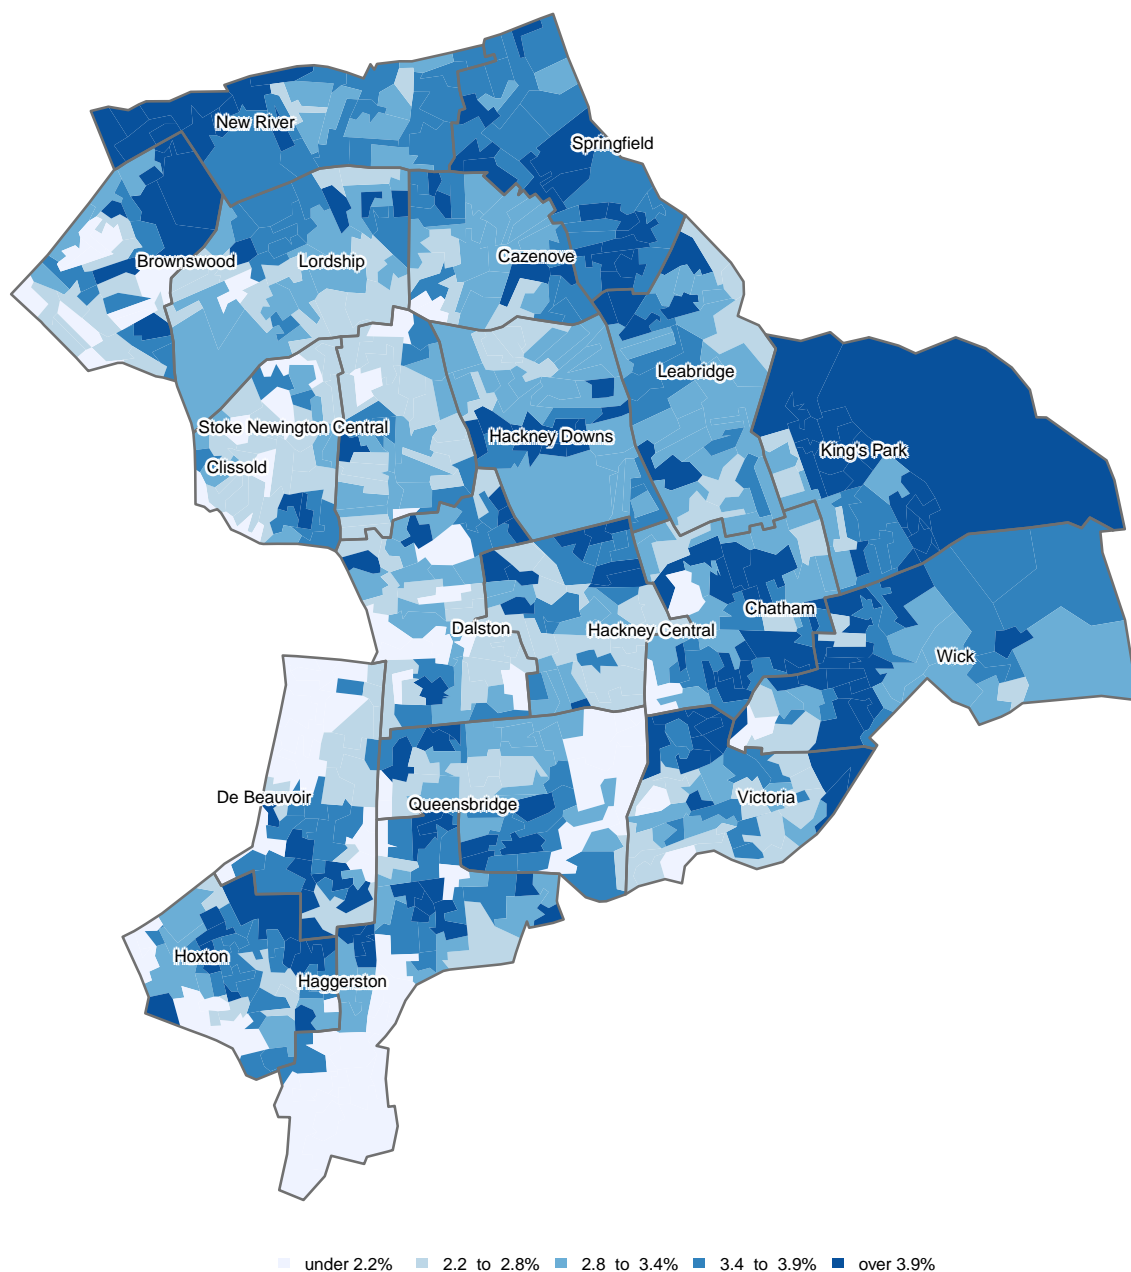 New River
Springfield
Cazenove
Brownswood
Lordship
Leabridge
Stoke Newington Central
Hackney Downs
King's Park
Clissold
Chatham
Dalston
Hackney Central
Wick
De Beauvoir
Queensbridge
Victoria
Hoxton
Haggerston
under 2.2% 2.2 to 2.8% 2.8 to 3.4% 3.4 to 3.9% over 3.9%